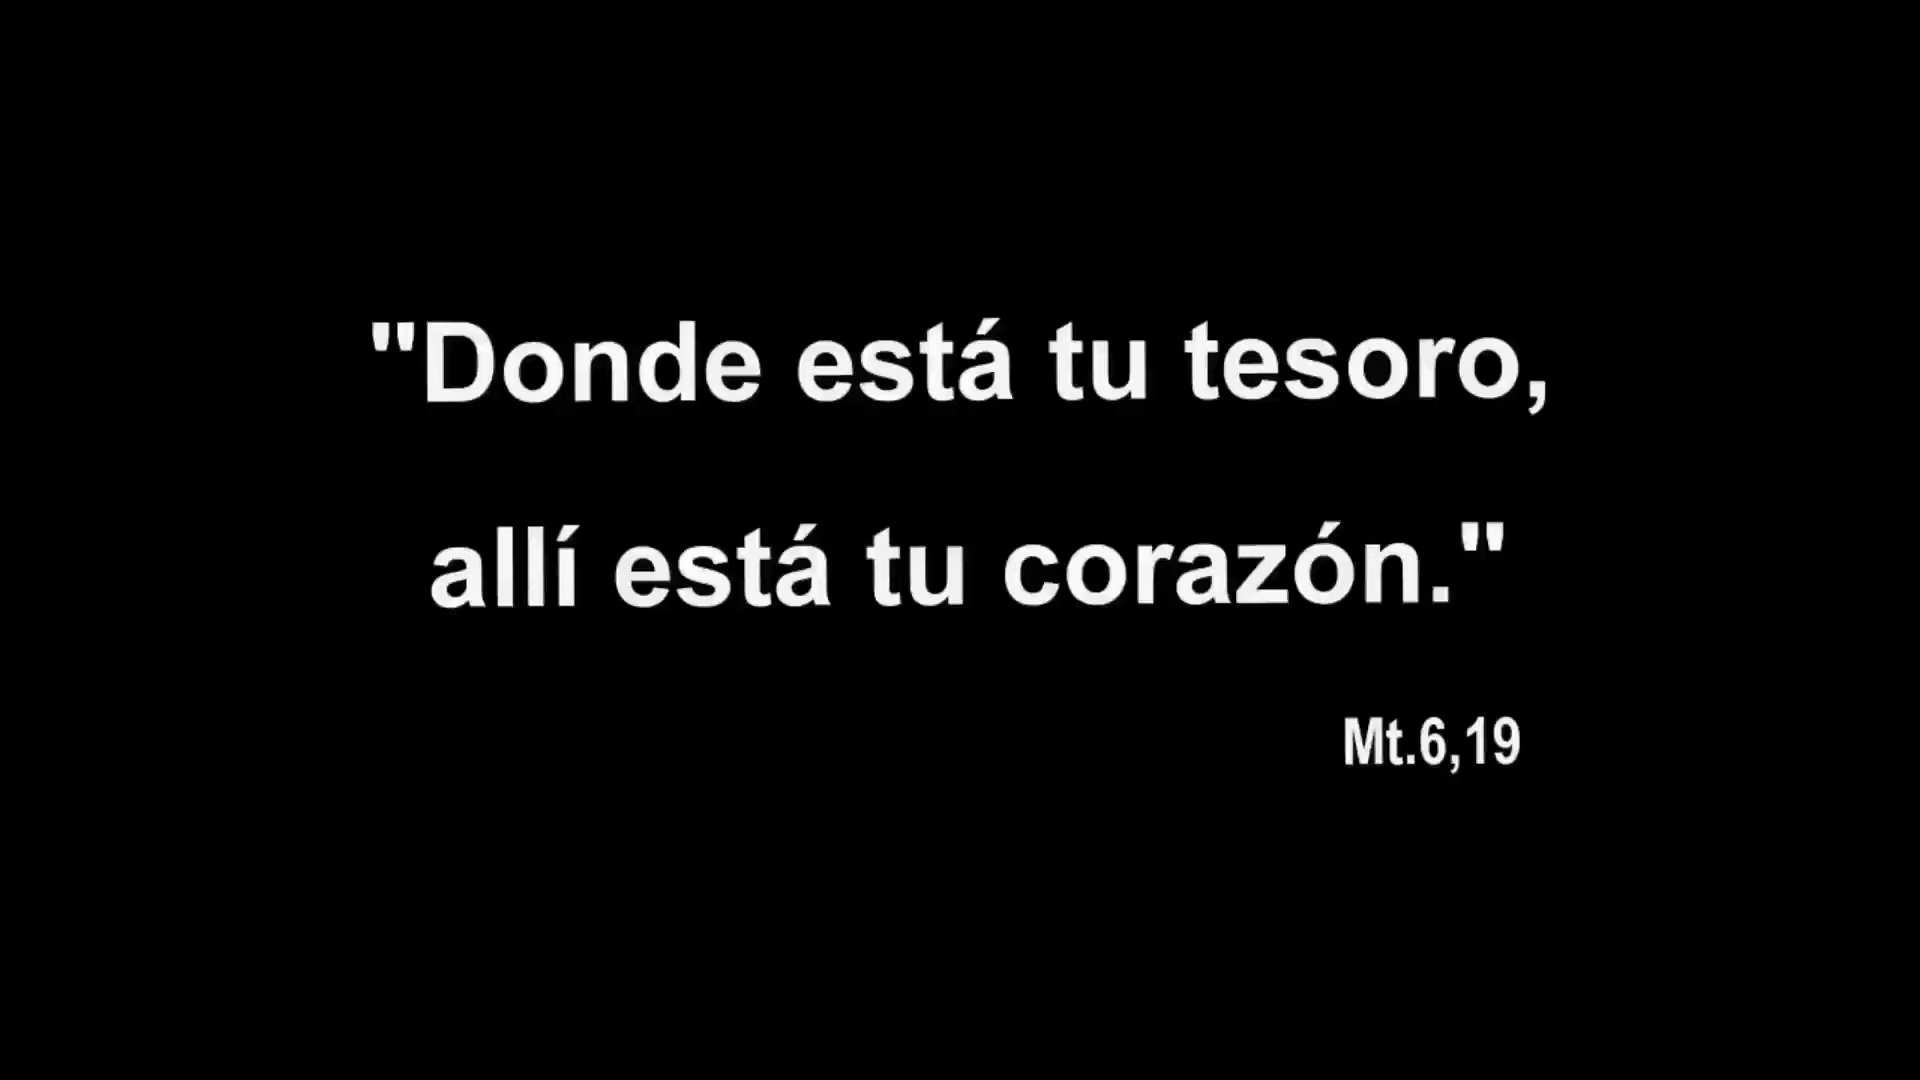 "Donde está tu tesoro,
allí está tu corazón."
Mt.6,19